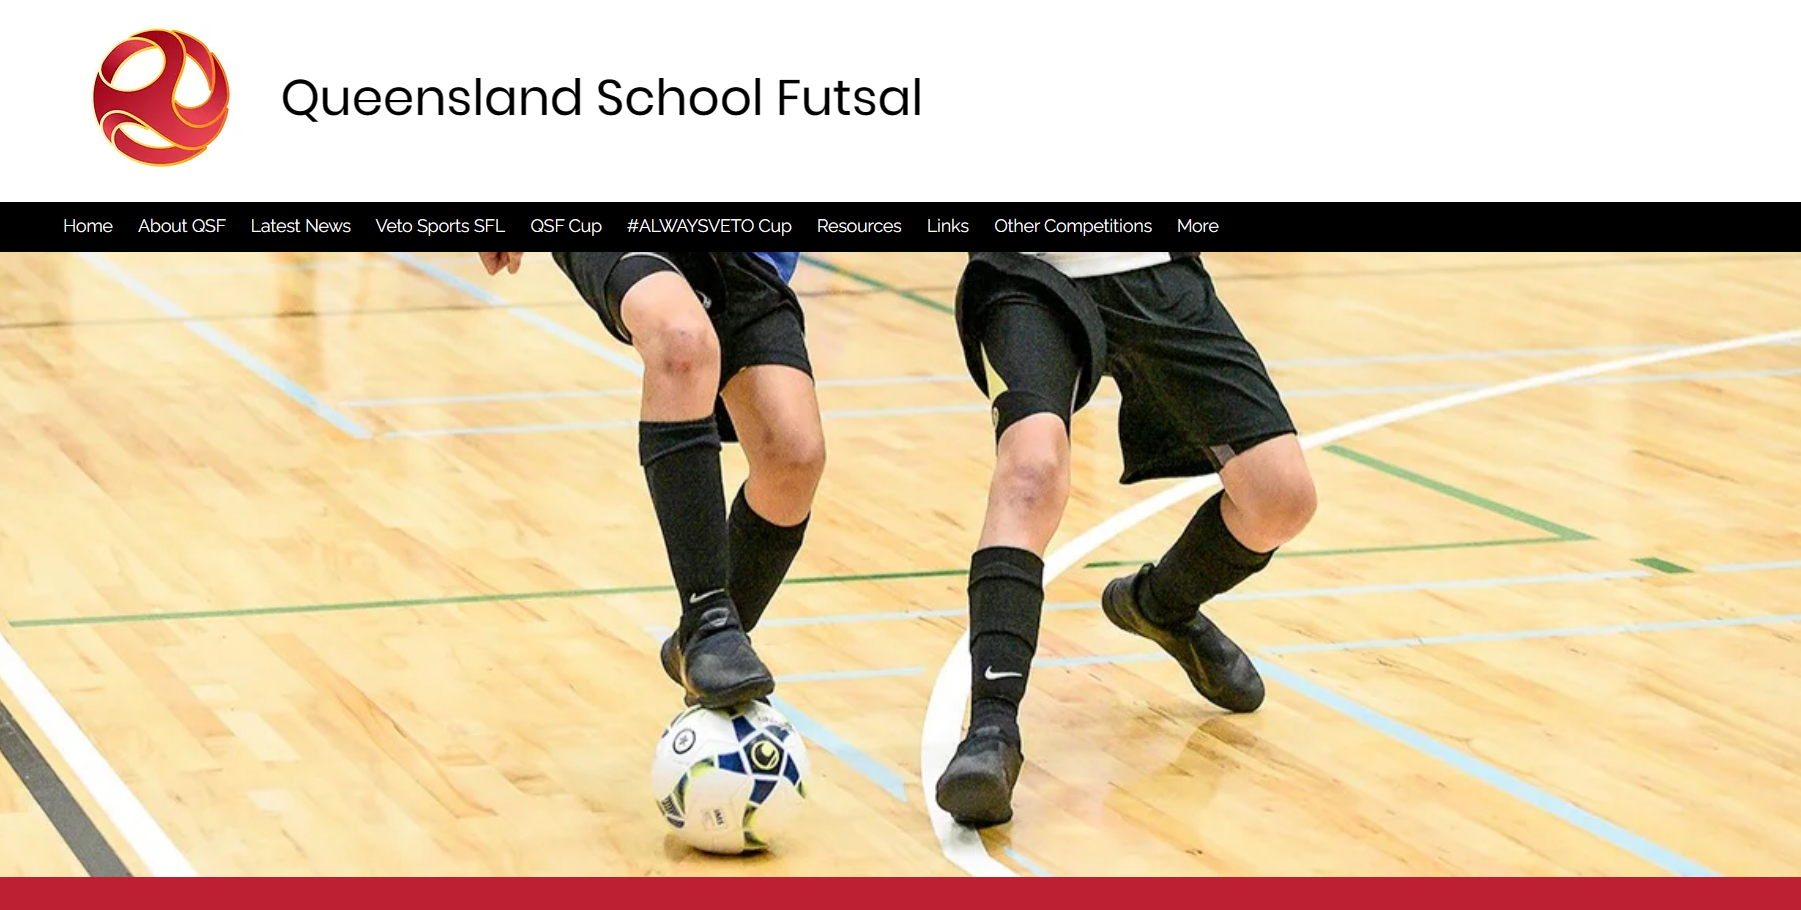 Queensland School Futsal
Home About QSF Latest News Veto Sports SFL QSF Cup #ALWAYSVETO Cup Resources Links Other Competitions More